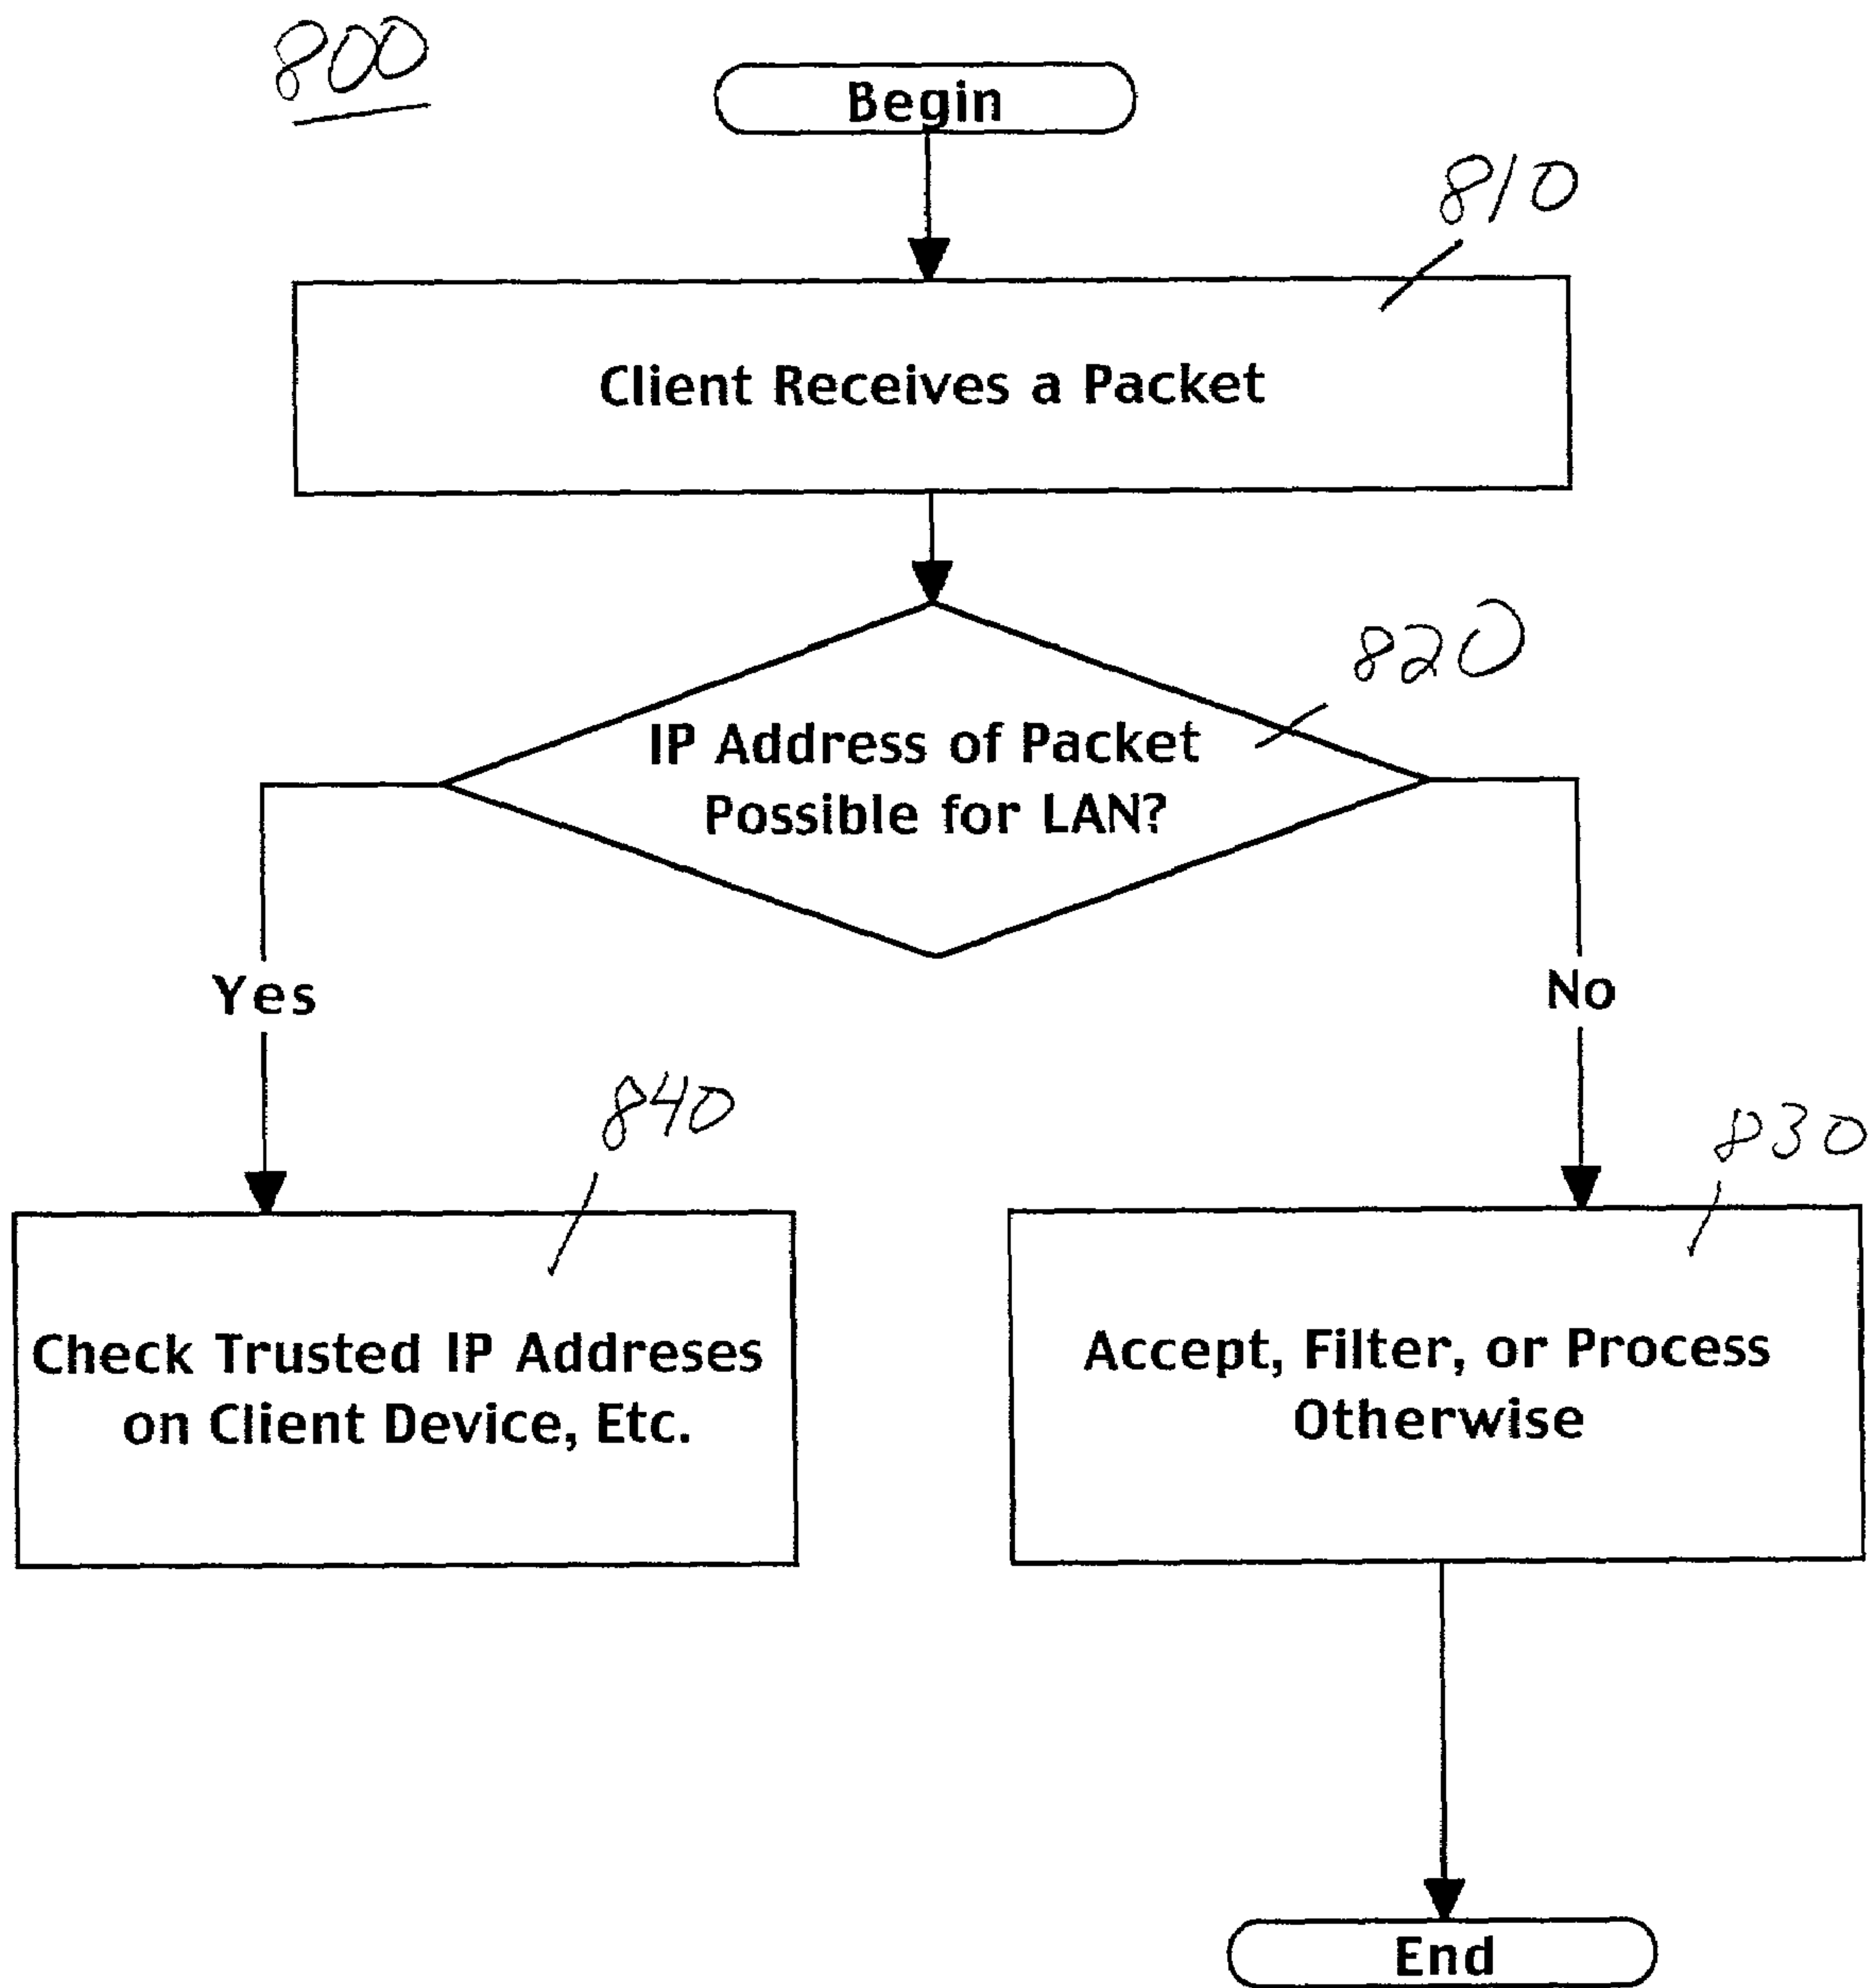 800
Begin
810
Client Receives a Packet
820
IP Address of Packet
Possible for LAN?
Yes
No
840
830
Check Trusted IP Addreses
on Client Device, Etc.
Accept, Filter, or Process
Otherwise
End